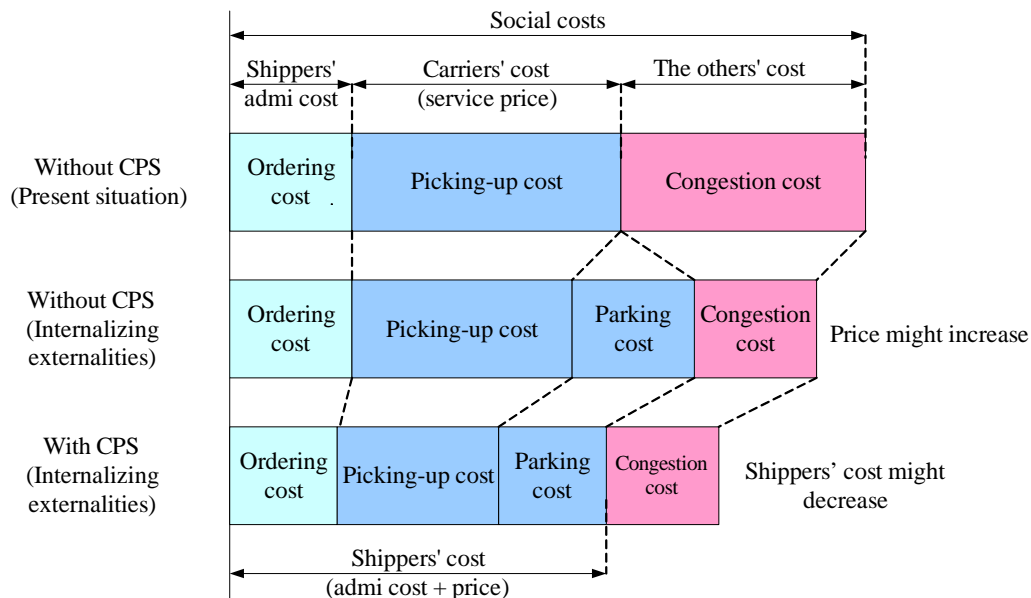 Social costs
Shippers'
admi cost
Carriers' cost
(service price)
The others' cost
Without CPS
(Present situation)
Ordering
cost
.
Picking-up cost
Congestion cost
Without CPS
(Internalizing
externalities)
Ordering
cost
Picking-up cost
Parking
cost
Congestion
cost
Price might increase
With CPS
(Internalizing
externalities)
Ordering
cost
Picking-up cost
Parking
cost
Congestion
cost
Shippers’ cost might
decrease
Shippers' cost
(admi cost + price)